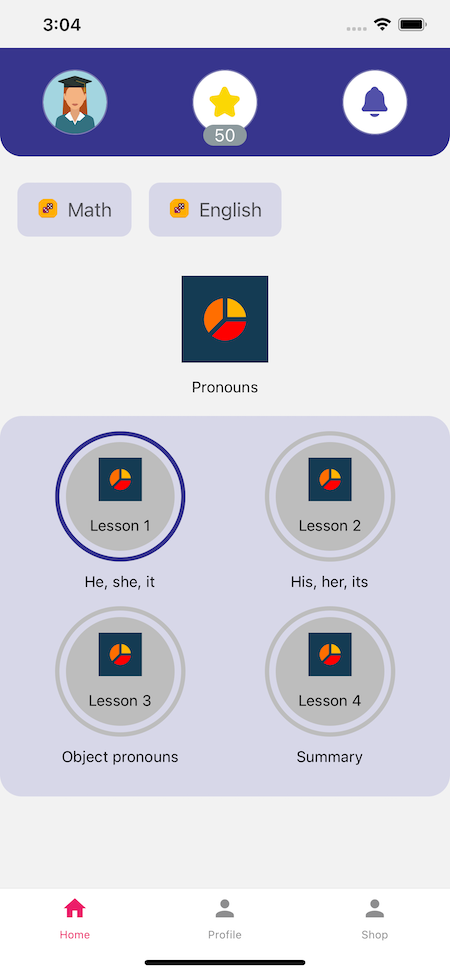 3:04
50
Math
English
Pronouns
Lesson 1
Lesson 2
He, she, it
His, her, its
Lesson 3
Lesson 4
Object pronouns
Summary
Home
Profile
Shop